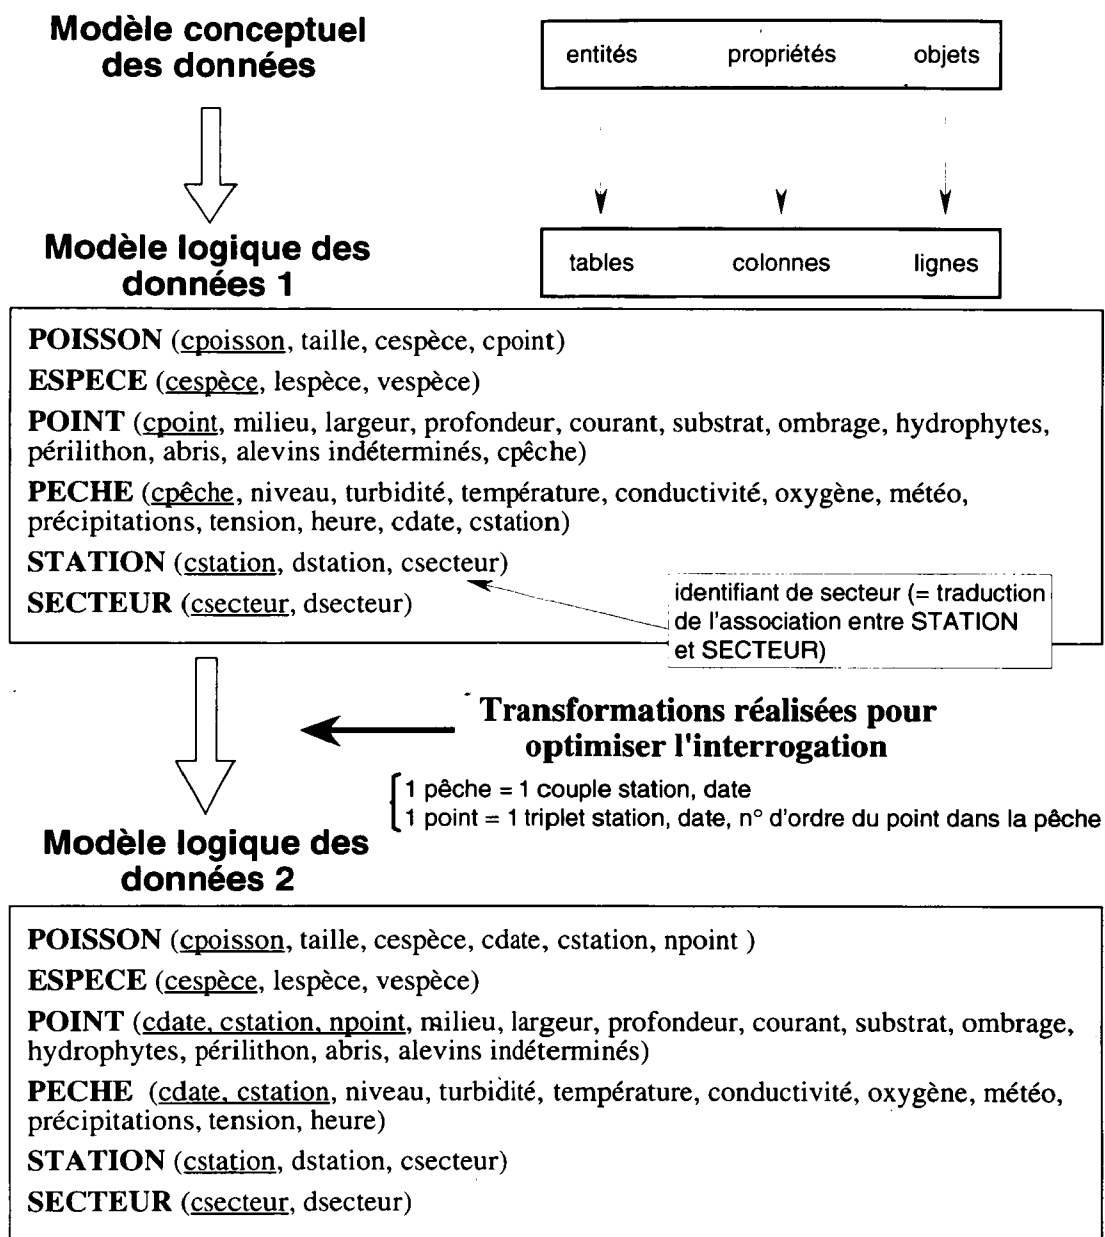 Modèle conceptuel
des données
entités propriétés objets
Modèle logique des
données 1
tables colonnes lignes
POISSON (cpoisson, taille, cespèce, cpoint)
ESPECE (cespèce, lespèce, vespèce)
POINT (cpoint, milieu, largeur, profondeur, courant, substrat, ombrage, hydrophytes,
périlithon, abris, alevins indéterminés, cpêche)
PECHE (cpêche, niveau, turbidité, température, conductivité, oxygène, météo,
précipitations, tension, heure, cdate, cstation)
STATION (cstation, dstation, csecteur)
SECTEUR (csecteur, dsecteur)
identifiant de secteur (= traduction
de l'association entre STATION
et SECTEUR)
Transformations réalisées pour
optimiser l'interrogation
1 pêche = 1 couple station, date
1 point = 1 triplet station, date, n° d'ordre du point dans la pêche
Modèle logique des
données 2
POISSON (cpoisson, taille, cespèce, cdate, cstation, npoint )
ESPECE (cespèce, lespèce, vespèce)
POINT (cdate, cstation, npoint, milieu, largeur, profondeur, courant, substrat, ombrage,
hydrophytes, périlithon, abris, alevins indéterminés)
PECHE (cdate, cstation, niveau, turbidité, température, conductivité, oxygène, météo,
précipitations, tension, heure)
STATION (cstation, dstation, csecteur)
SECTEUR (csecteur, dsecteur)